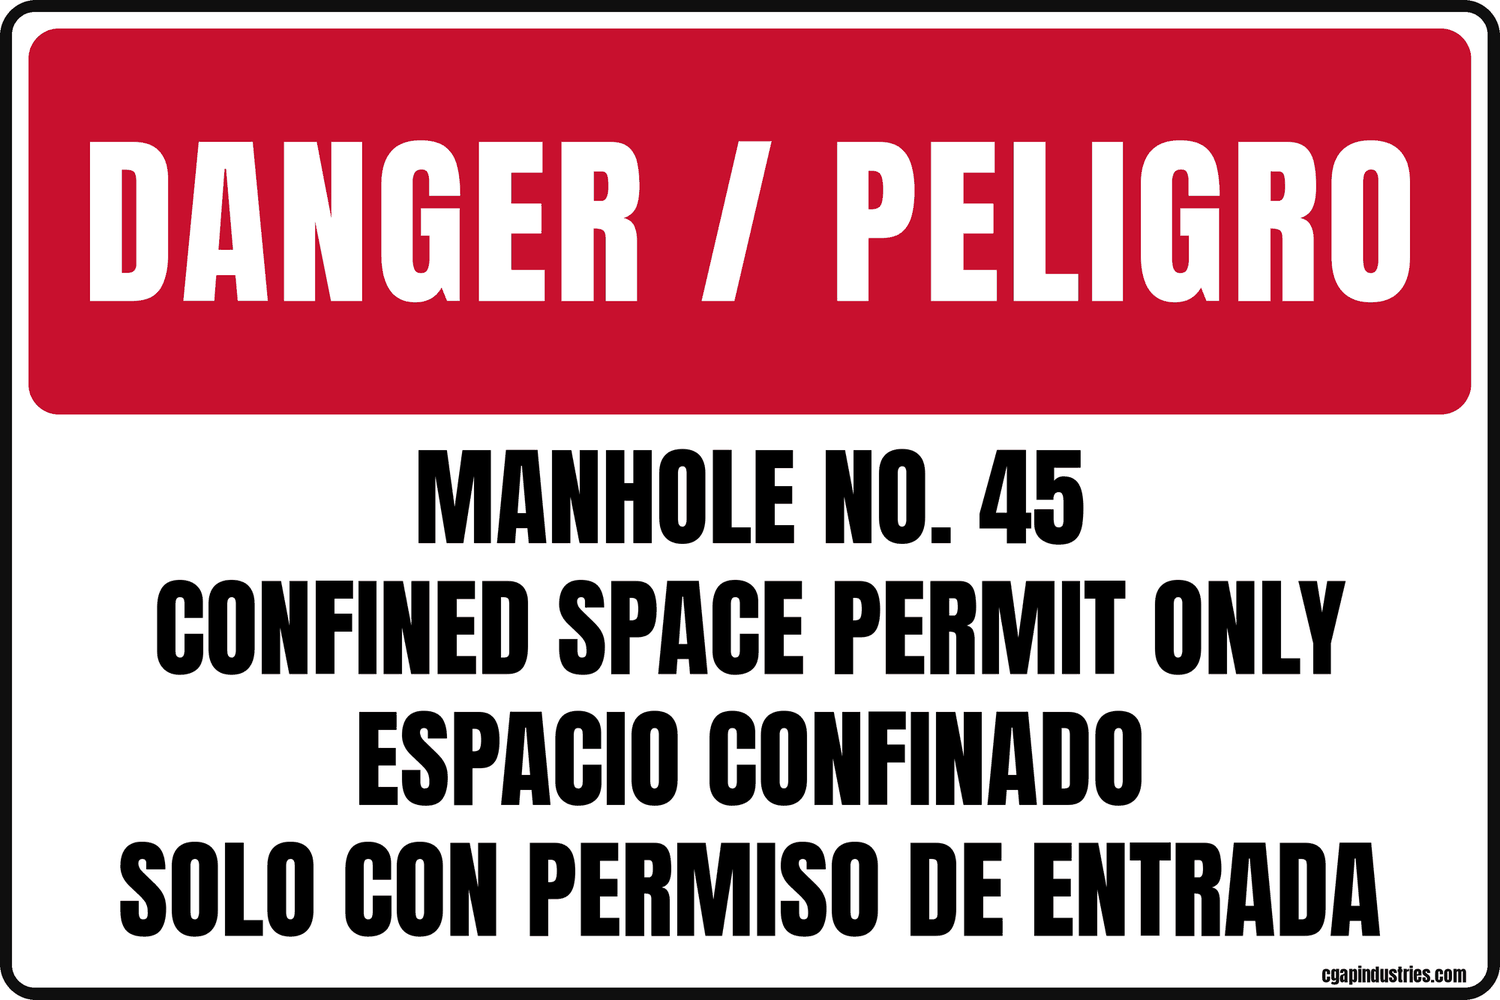 DANGER / PELIGRO
MANHOLE NO. 45
CONFINED SPACE PERMIT ONLY
ESPACIO CONFINADO
SOLO CON PERMISO DE ENTRADA
cgapindustries.com